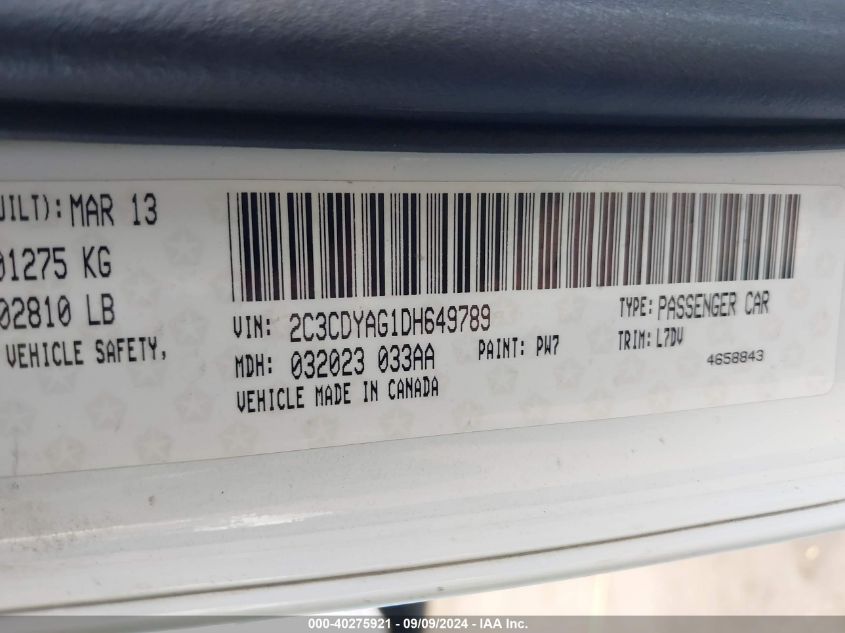 UILT): MAR 13
01275 KG
02810 LB
VEHICLE SAFETY,
VIN: 2C3CDYAG1DH649789
TYPE: PASSENGER CAR
MDH: 032023 033AA
PAINT: PW7
TRIM: L7DV
VEHICLE MADE IN CANADA
4658843
000-40275921 - 09/09/2024 - IAA Inc.